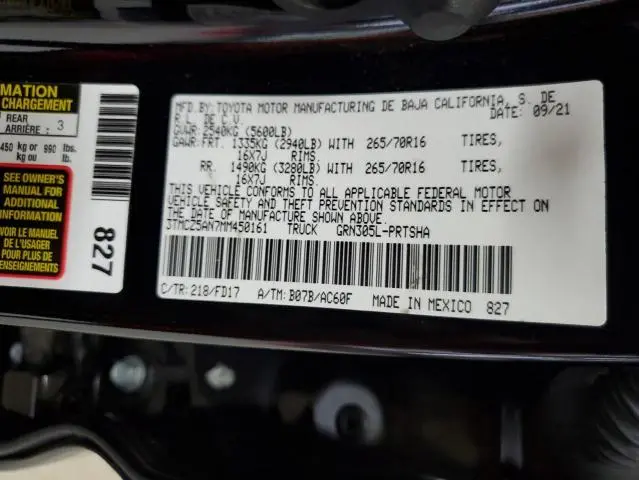 MATION
CHARGEMENT
REAR
ARRIÈRE : 3
450 kg or 990 lbs.
kg ou lb.
SEE OWNER'S
MANUAL FOR
ADDITIONAL
INFORMATION
VOIR LE MANUEL
DE L'USAGER
POUR PLUS DE
RENSEIGNEMENTS
827
MFD BY: TOYOTA MOTOR MANUFACTURING DE BAJA CALIFORNIA, S. DE
R.L. DE C.V. DATE: 09/21
GVWR: 2540KG (5600LB)
GAWR: FRT. 1335KG (2940LB) WITH 265/70R16 TIRES,
16X7J RIMS.
RR. 1490KG (3280LB) WITH 265/70R16 TIRES,
16X7J RIMS.
THIS VEHICLE CONFORMS TO ALL APPLICABLE FEDERAL MOTOR
VEHICLE SAFETY AND THEFT PREVENTION STANDARDS IN EFFECT ON
THE DATE OF MANUFACTURE SHOWN ABOVE.
3TMCZ5AN7MM450161 TRUCK GRN305L-PRTSHA
C/TR: 218/FD17 A/TM: B07B/AC60F MADE IN MEXICO 827